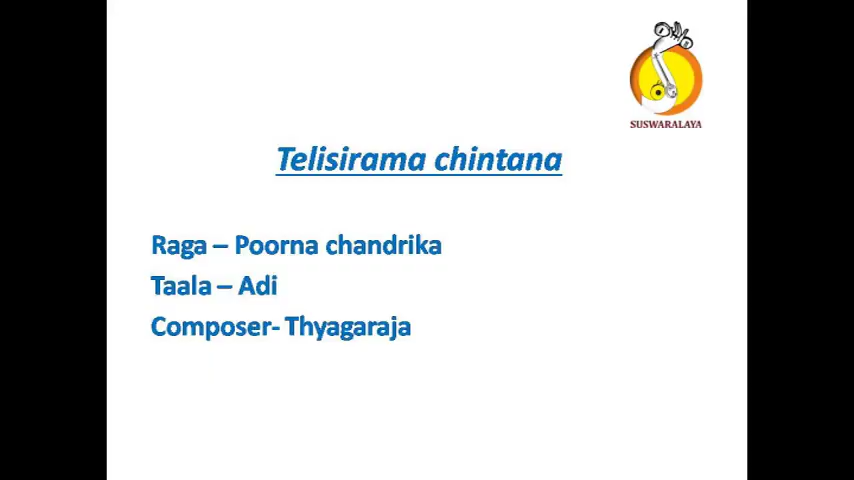 SUSWARALAYA
Telisirama chintana
Raga – Poorna chandrika
Taala – Adi
Composer- Thyagaraja